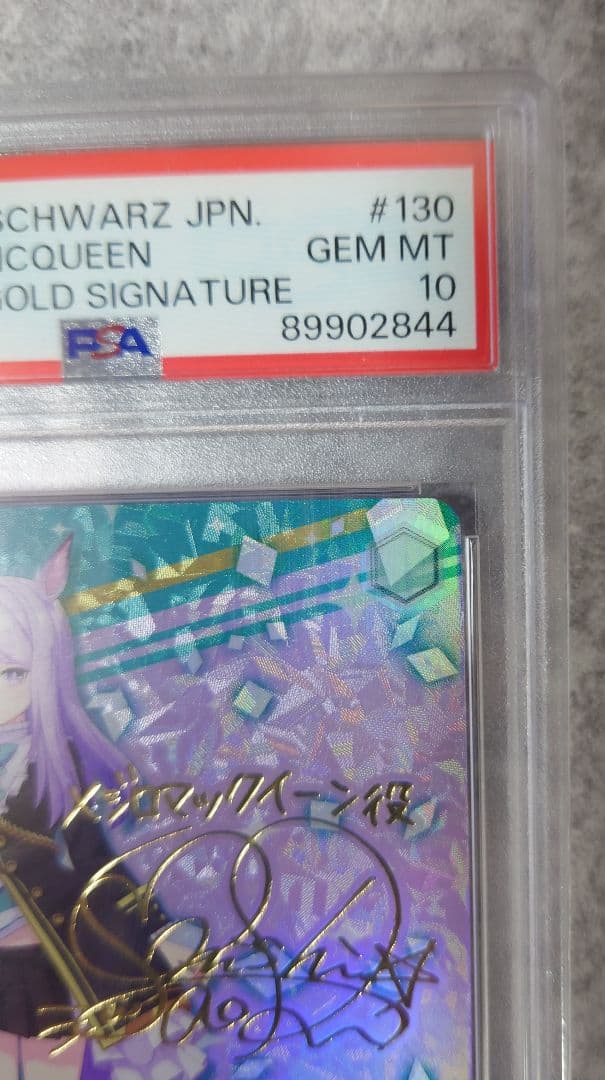 SCHWARZ JPN. #130
MCQUEEN GEM MT
GOLD SIGNATURE 10
PSA 89902844
メジロマックイーン役